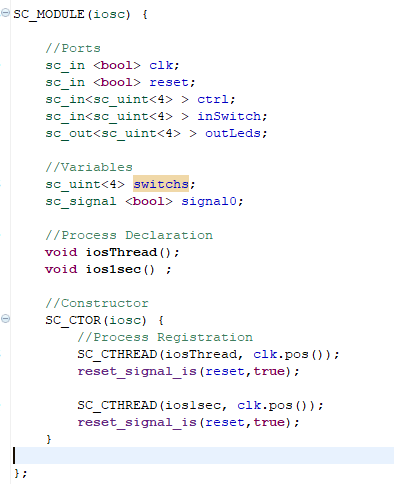 SC_MODULE(iosc) {
//Ports
sc_in <bool> clk;
sc_in <bool> reset;
sc_in<sc_uint<4> > ctrl;
sc_in<sc_uint<4> > inSwitch;
sc_out<sc_uint<4> > outLeds;
//Variables
sc_uint<4> switchs;
sc_signal <bool> signal0;
//Process Declaration
void iosThread();
void ios1sec() ;
//Constructor
SC_CTOR(iosc) {
//Process Registration
SC_CTHREAD(iosThread, clk.pos());
reset_signal_is(reset,true);
SC_CTHREAD(ios1sec, clk.pos());
reset_signal_is(reset,true);
}
};